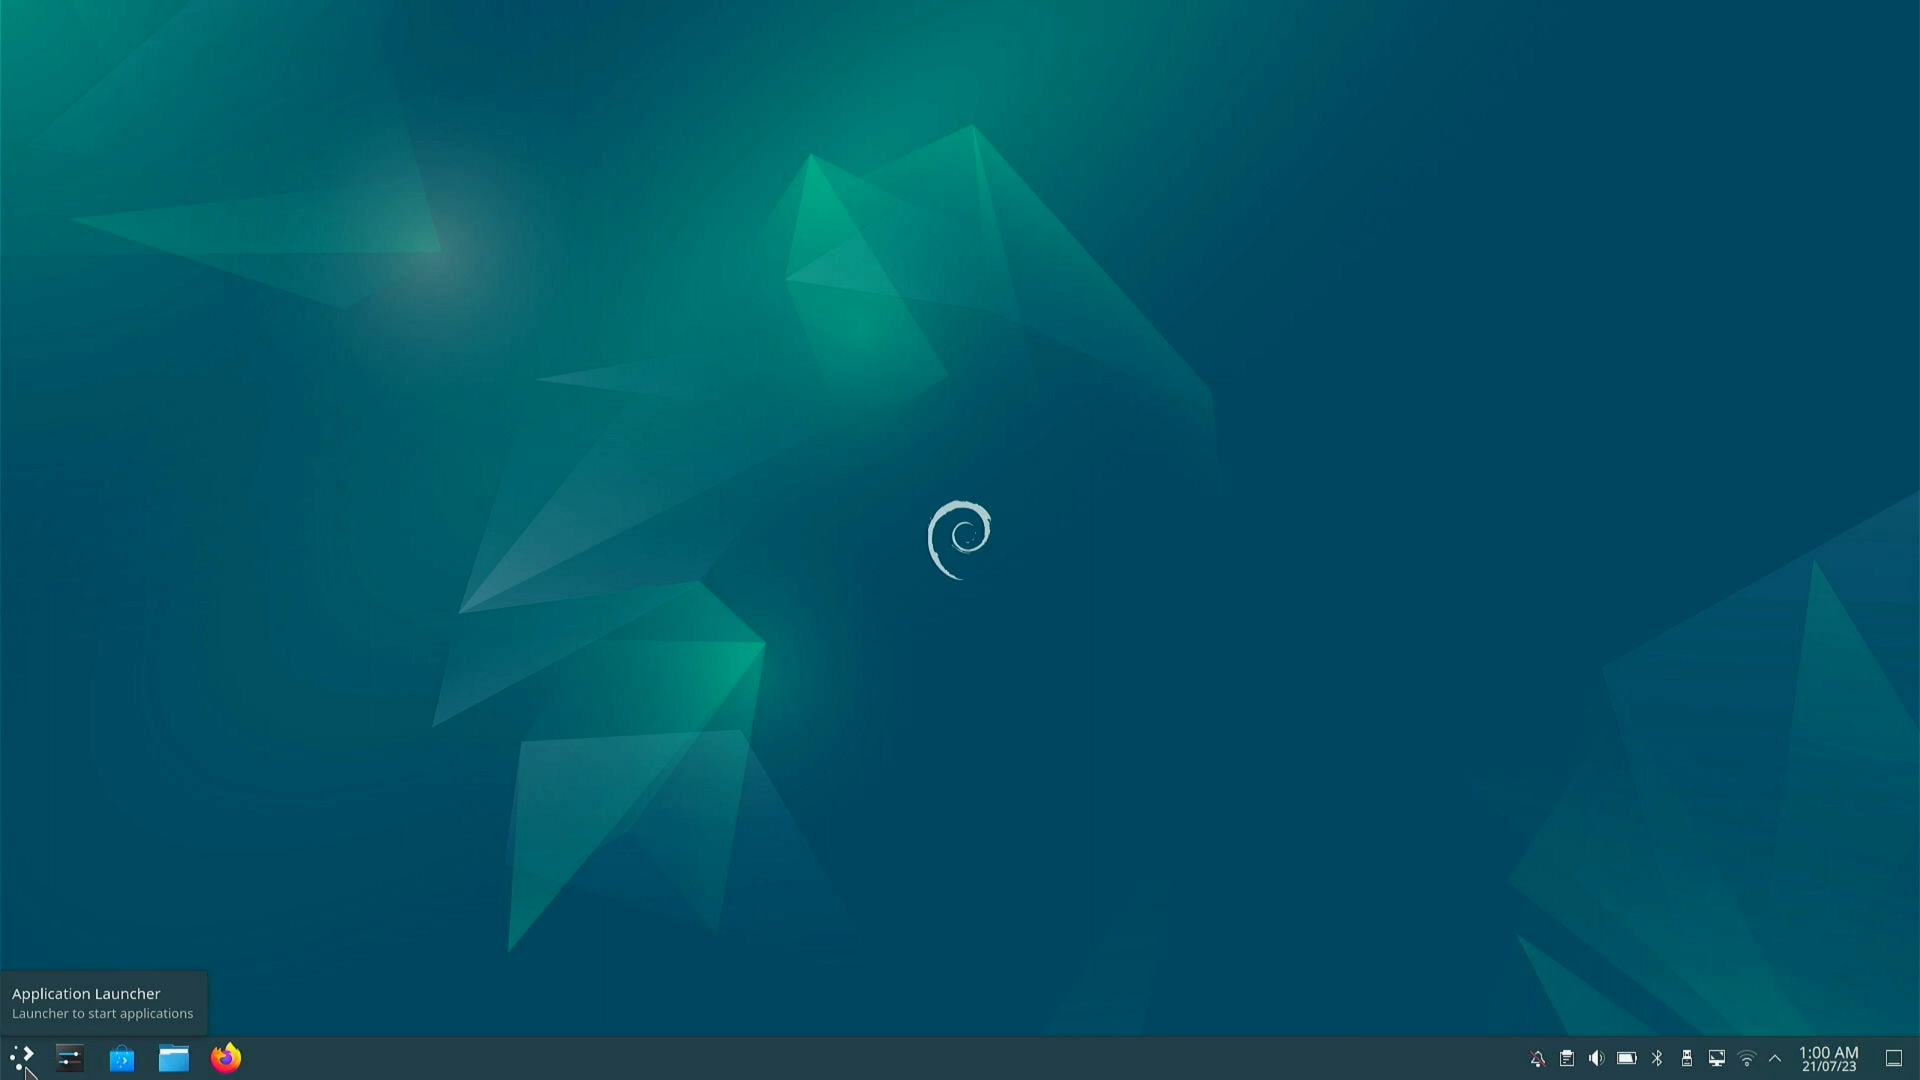 Application Launcher
Launcher to start applications
1:00 AM
21/07/23